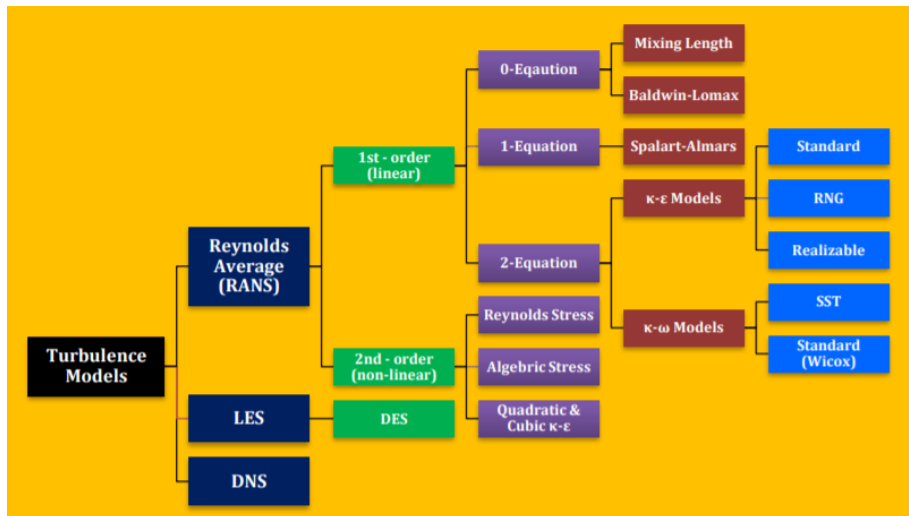 Turbulence
Models
Reynolds
Average
(RANS)
LES
DNS
1st - order
(linear)
2nd - order
(non-linear)
DES
0-Eqaution
1-Equation
2-Equation
Reynolds Stress
Algebric Stress
Quadratic &
Cubic κ-ε
Mixing Length
Baldwin-Lomax
Spalart-Almars
κ-ε Models
κ-ω Models
Standard
RNG
Realizable
SST
Standard
(Wicox)